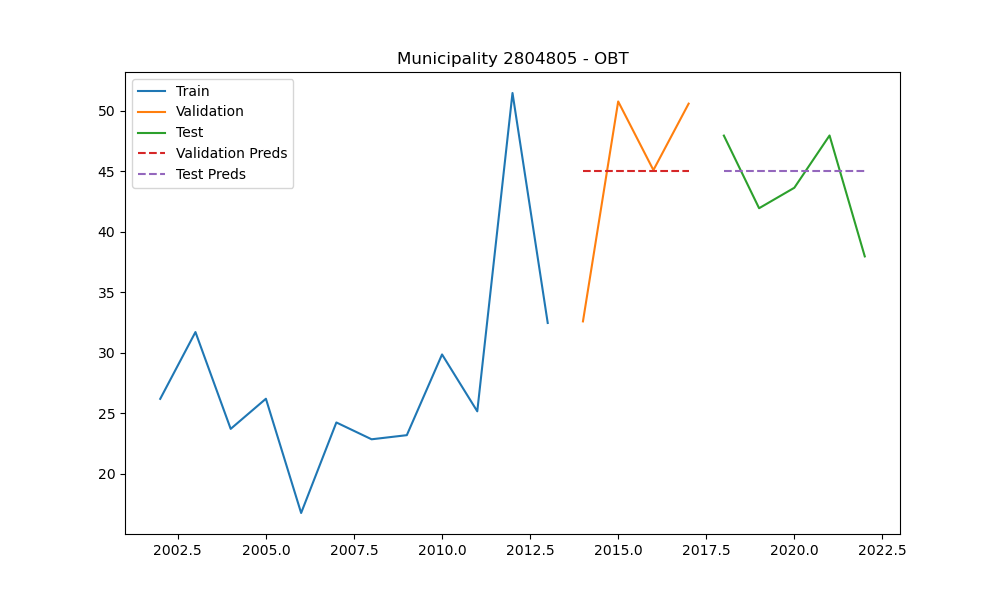 Municipality 2804805 - OBT
Train
Validation
Test
Validation Preds
Test Preds
50
45
40
35
30
25
20
2002.5 2005.0 2007.5 2010.0 2012.5 2015.0 2017.5 2020.0 2022.5